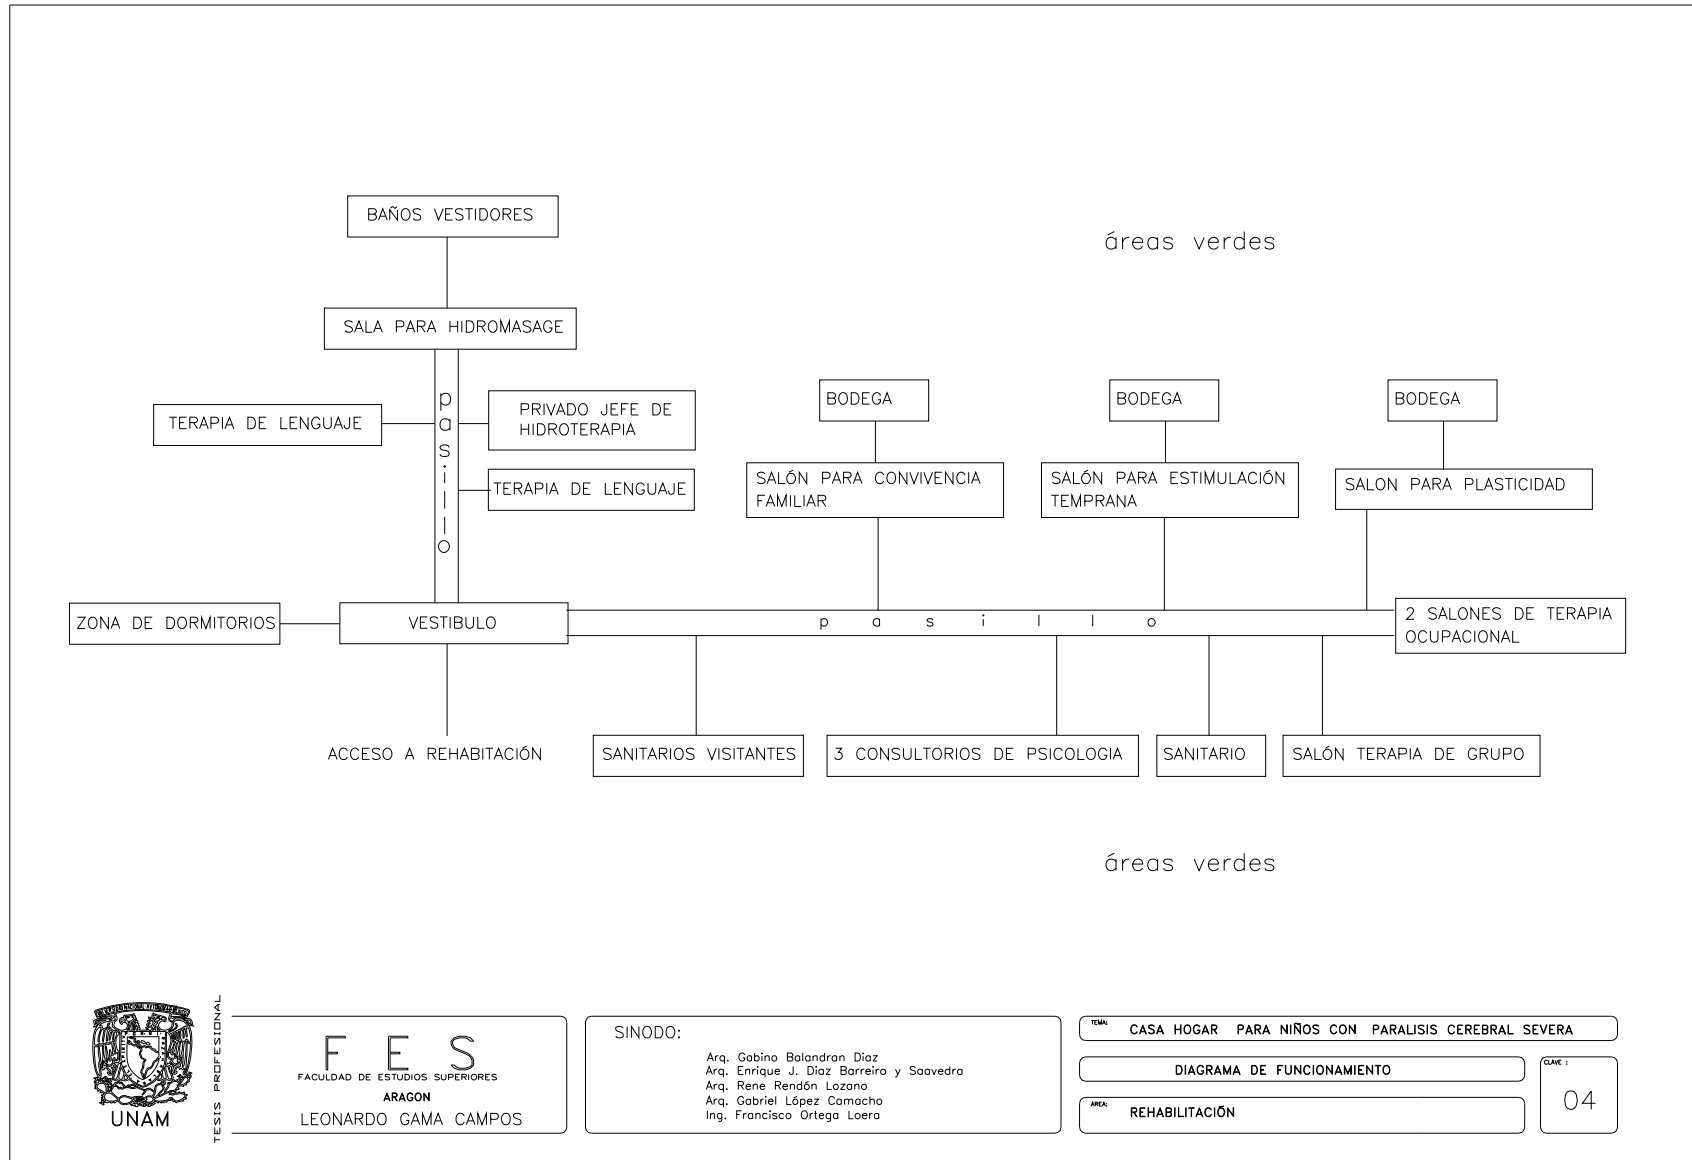 BAÑOS VESTIDORES
áreas verdes
SALA PARA HIDROMASAGE
pasillo
TERAPIA DE LENGUAJE
PRIVADO JEFE DE
HIDROTERAPIA
TERAPIA DE LENGUAJE
BODEGA
BODEGA
BODEGA
SALÓN PARA CONVIVENCIA
FAMILIAR
SALÓN PARA ESTIMULACIÓN
TEMPRANA
SALON PARA PLASTICIDAD
ZONA DE DORMITORIOS
VESTIBULO
pasillo
2 SALONES DE TERAPIA
OCUPACIONAL
ACCESO A REHABITACIÓN
SANITARIOS VISITANTES
3 CONSULTORIOS DE PSICOLOGIA
SANITARIO
SALÓN TERAPIA DE GRUPO
áreas verdes
UNAM
TESIS PROFESIONAL
F E S
FACULDAD DE ESTUDIOS SUPERIORES
ARAGON
LEONARDO GAMA CAMPOS
SINODO:
Arq. Gabino Balandran Diaz
Arq. Enrique J. Diaz Barreiro y Saavedra
Arq. Rene Rendón Lozano
Arq. Gabriel López Camacho
Ing. Francisco Ortega Loera
TEMA: CASA HOGAR PARA NIÑOS CON PARALISIS CEREBRAL SEVERA
DIAGRAMA DE FUNCIONAMIENTO
AREA: REHABILITACIÓN
CLAVE :
04